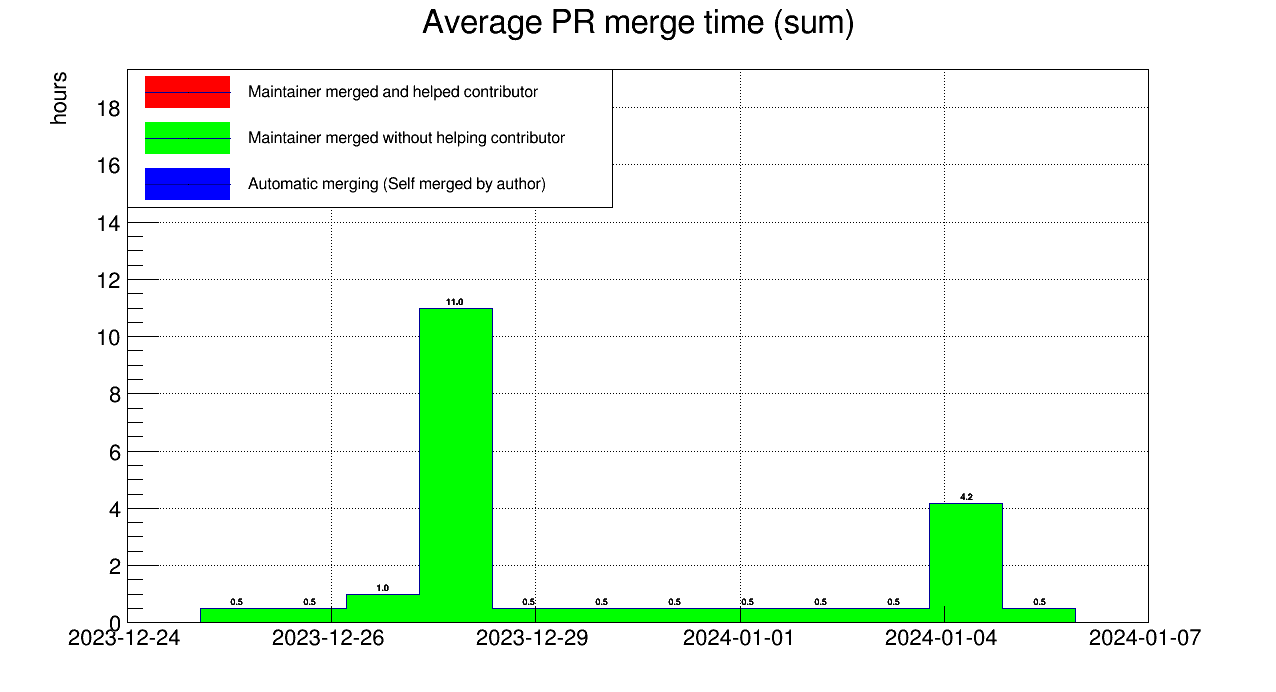 Average PR merge time (sum)
hours
Maintainer merged and helped contributor
Maintainer merged without helping contributor
Automatic merging (Self merged by author)
18
16
14
12
10
8
6
4
2
0
11.0
4.2
1.0
0.5 0.5 0.5 0.5 0.5 0.5 0.5 0.5 0.5
2023-12-24 2023-12-26 2023-12-29 2024-01-01 2024-01-04 2024-01-07